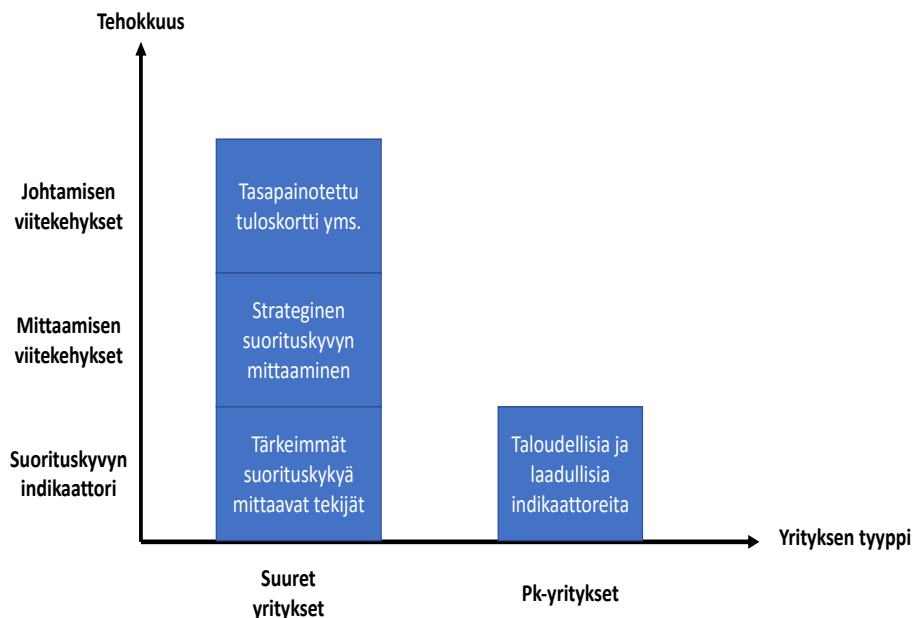 Tehokkuus
Johtamisen
viitekehykset
Tasapainotettu
tuloskortti yms.
Mittaamisen
viitekehykset
Strateginen
suorituskyvyn
mittaaminen
Suorituskyvyn
indikaattori
Tärkeimmät
suorituskykyä
mittaavat tekijät
Taloudellisia ja
laadullisia
indikaattoreita
Yrityksen tyyppi
Suuret
yritykset
Pk-yritykset